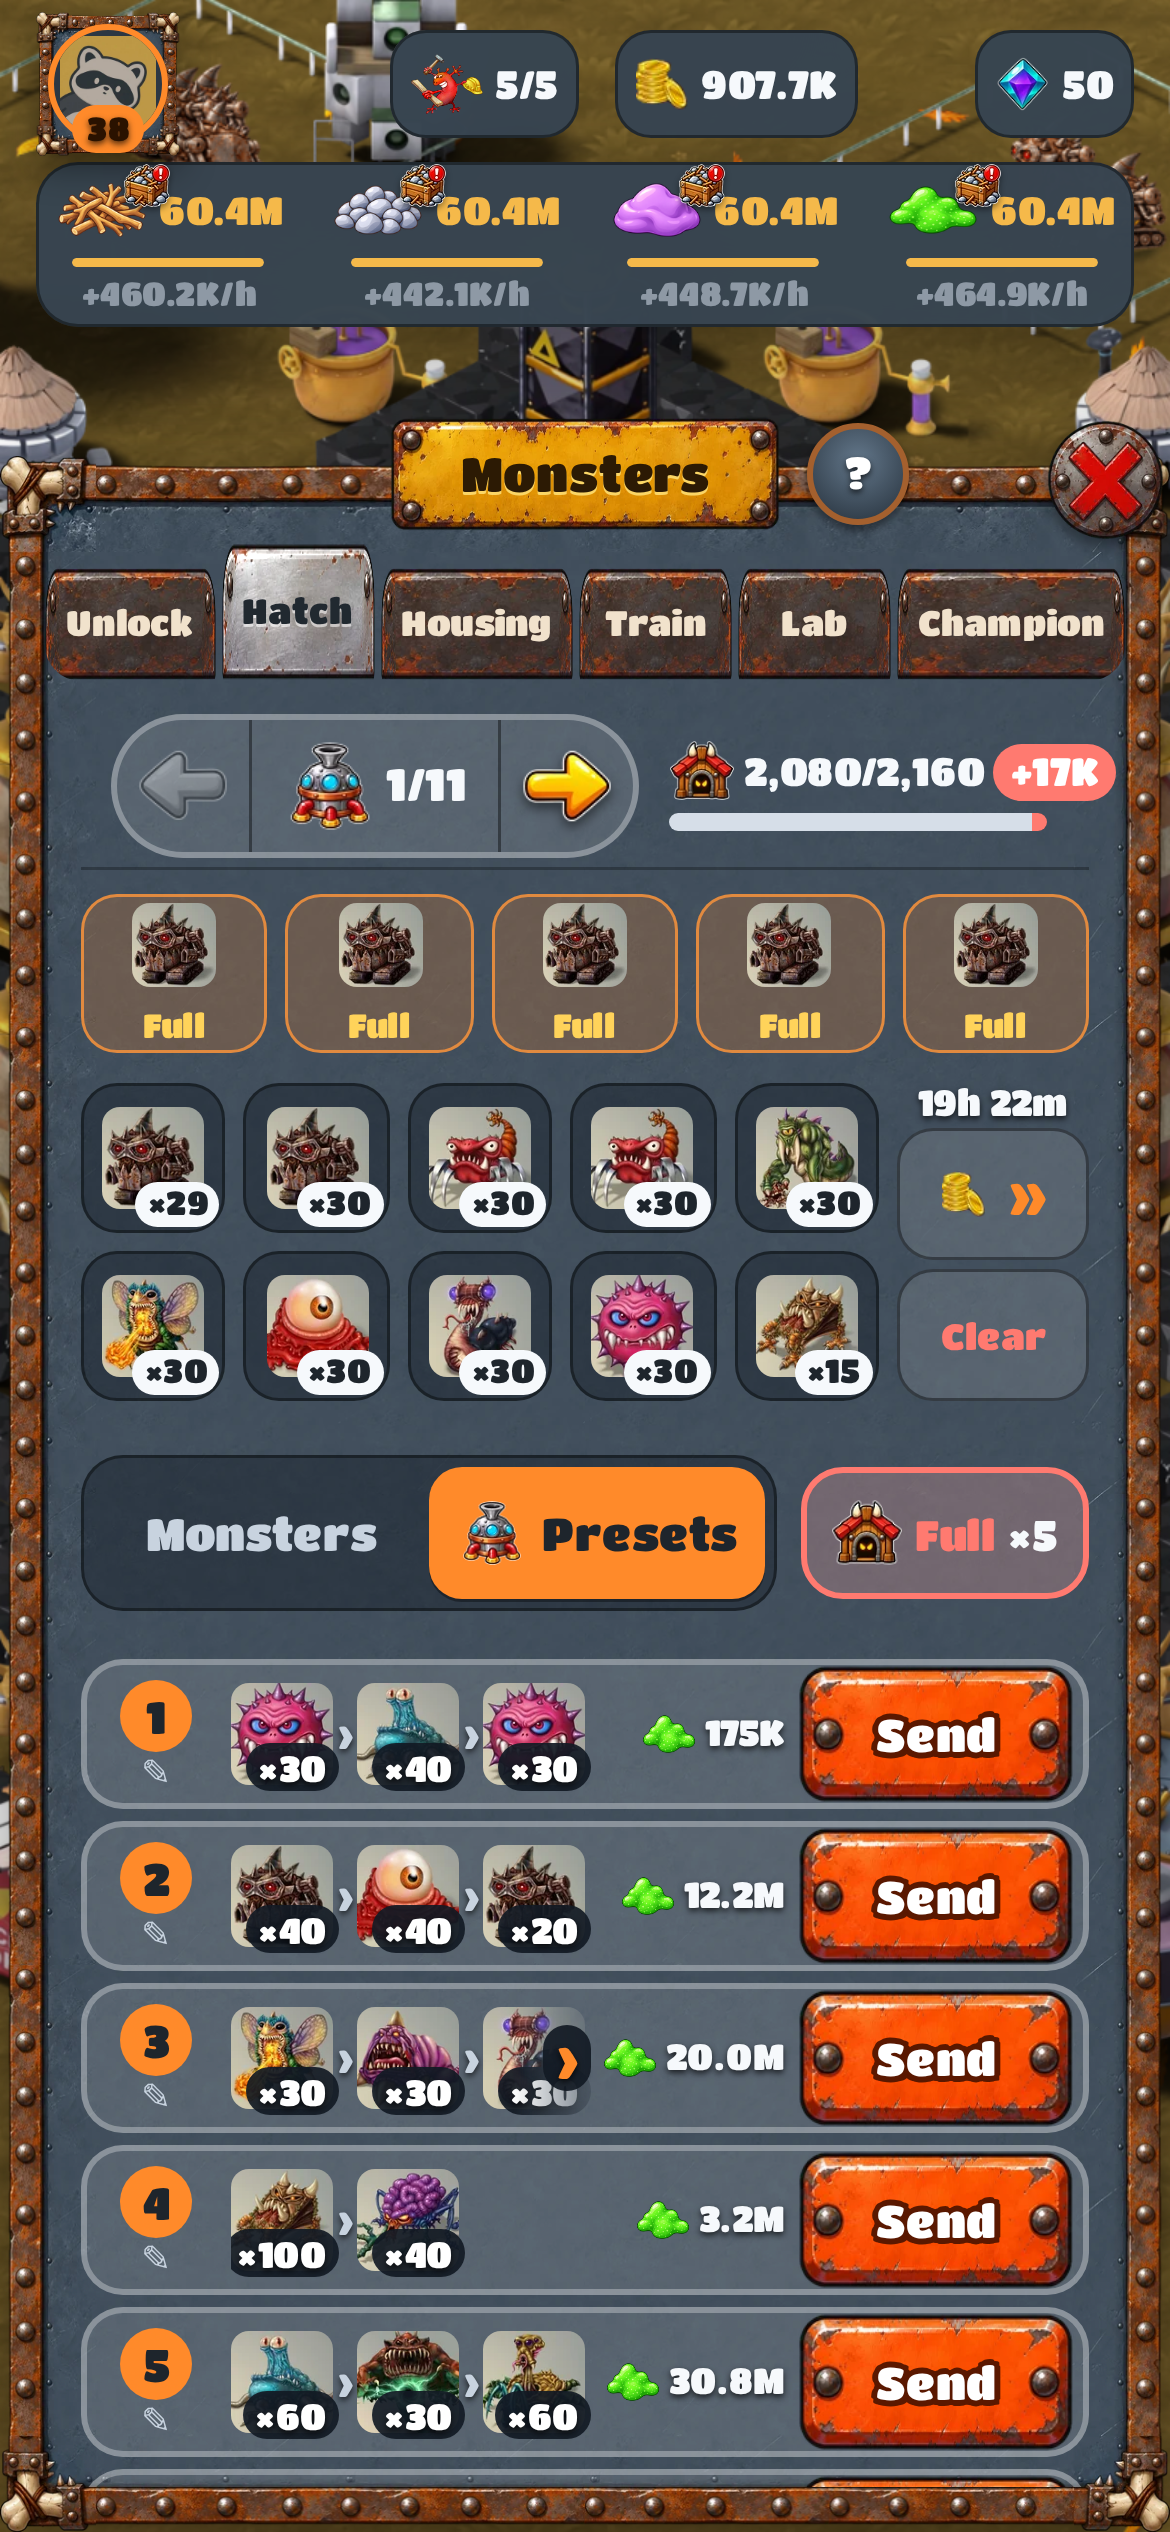 38
5/5
907.7K
50
60.4M
60.4M
60.4M
60.4M
+460.2K/h
+442.1K/h
+448.7K/h
+464.9K/h
Monsters
?
Unlock
Hatch
Housing
Train
Lab
Champion
1/11
2,080/2,160
+17K
Full
Full
Full
Full
Full
×29
×30
×30
×30
×30
19h 22m
×30
×30
×30
×30
×15
Clear
Monsters
Presets
Full ×5
1
×30
×40
×30
175K
Send
2
×40
×40
×20
12.2M
Send
3
×30
×30
×30
20.0M
Send
4
×100
×40
3.2M
Send
5
×60
×30
×60
30.8M
Send